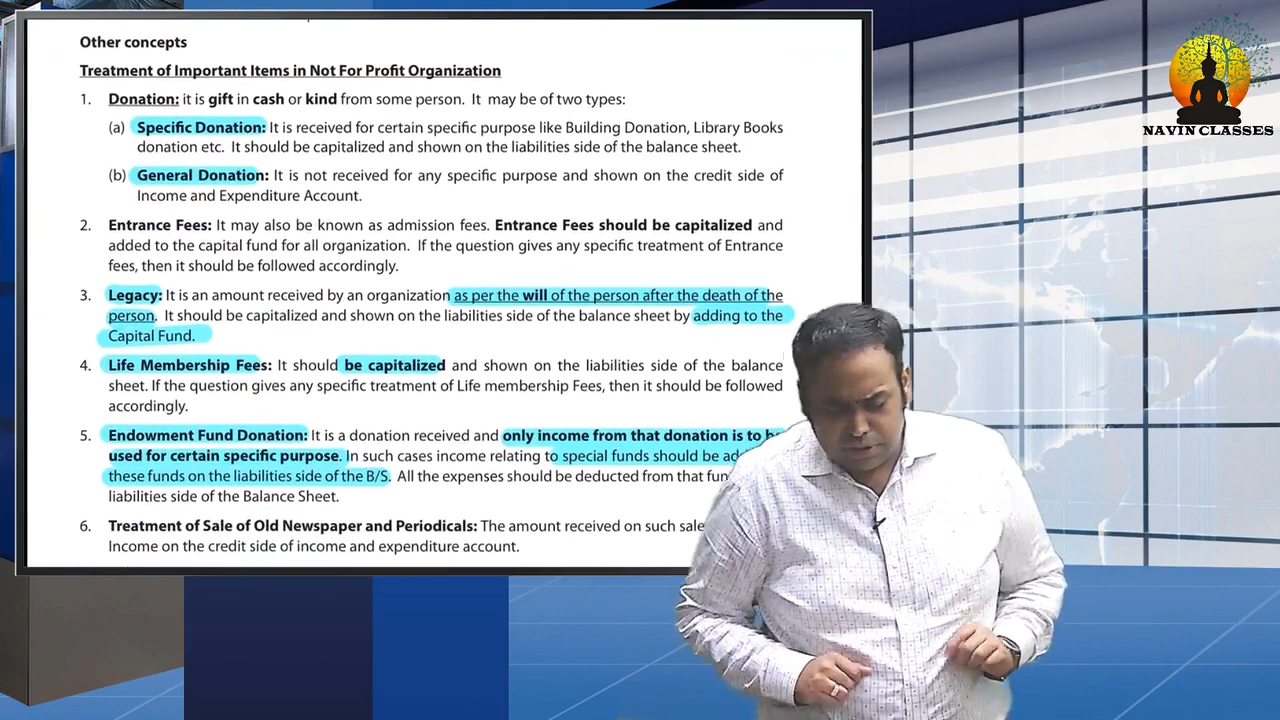 Other concepts
Treatment of Important Items in Not For Profit Organization
1. Donation: it is gift in cash or kind from some person. It may be of two types:
(a) Specific Donation: It is received for certain specific purpose like Building Donation, Library Books
donation etc. It should be capitalized and shown on the liabilities side of the balance sheet.
(b) General Donation: It is not received for any specific purpose and shown on the credit side of
Income and Expenditure Account.
2. Entrance Fees: It may also be known as admission fees. Entrance Fees should be capitalized and
added to the capital fund for all organization. If the question gives any specific treatment of Entrance
fees, then it should be followed accordingly.
3. Legacy: It is an amount received by an organization as per the will of the person after the death of the
person. It should be capitalized and shown on the liabilities side of the balance sheet by adding to the
Capital Fund.
4. Life Membership Fees: It should be capitalized and shown on the liabilities side of the balance
sheet. If the question gives any specific treatment of Life membership Fees, then it should be followed
accordingly.
5. Endowment Fund Donation: It is a donation received and only income from that donation is to
used for certain specific purpose. In such cases income relating to special funds should be
these funds on the liabilities side of the B/S. All the expenses should be deducted from that
liabilities side of the Balance Sheet.
6. Treatment of Sale of Old Newspaper and Periodicals: The amount received on such sale
Income on the credit side of income and expenditure account.
NAVIN CLASSES